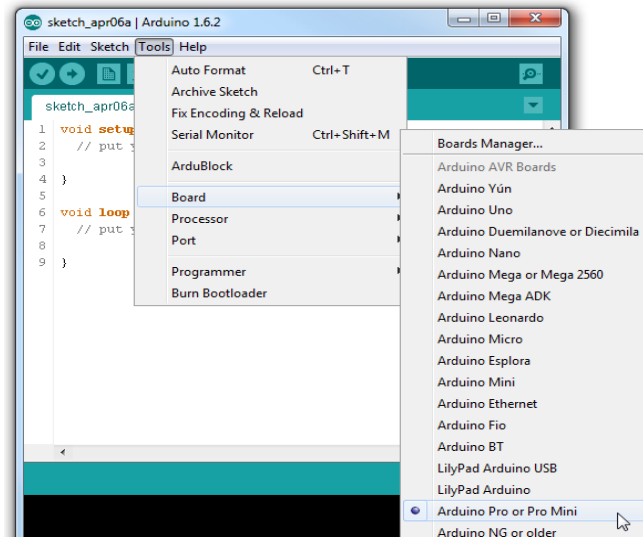 sketch_apr06a | Arduino 1.6.2
File Edit Sketch Tools Help
sketch_apr06a
Auto Format Ctrl+T
Archive Sketch
Fix Encoding & Reload
Serial Monitor Ctrl+Shift+M
ArduBlock
Board
Processor
Port
Programmer
Burn Bootloader
1 void setup
2 // put y
3
4 }
5
6 void loop
7 // put y
8
9 }
Boards Manager...
Arduino AVR Boards
Arduino Yún
Arduino Uno
Arduino Duemilanove or Diecimila
Arduino Nano
Arduino Mega or Mega 2560
Arduino Mega ADK
Arduino Leonardo
Arduino Micro
Arduino Esplora
Arduino Mini
Arduino Ethernet
Arduino Fio
Arduino BT
LilyPad Arduino USB
LilyPad Arduino
Arduino Pro or Pro Mini
Arduino NG or older